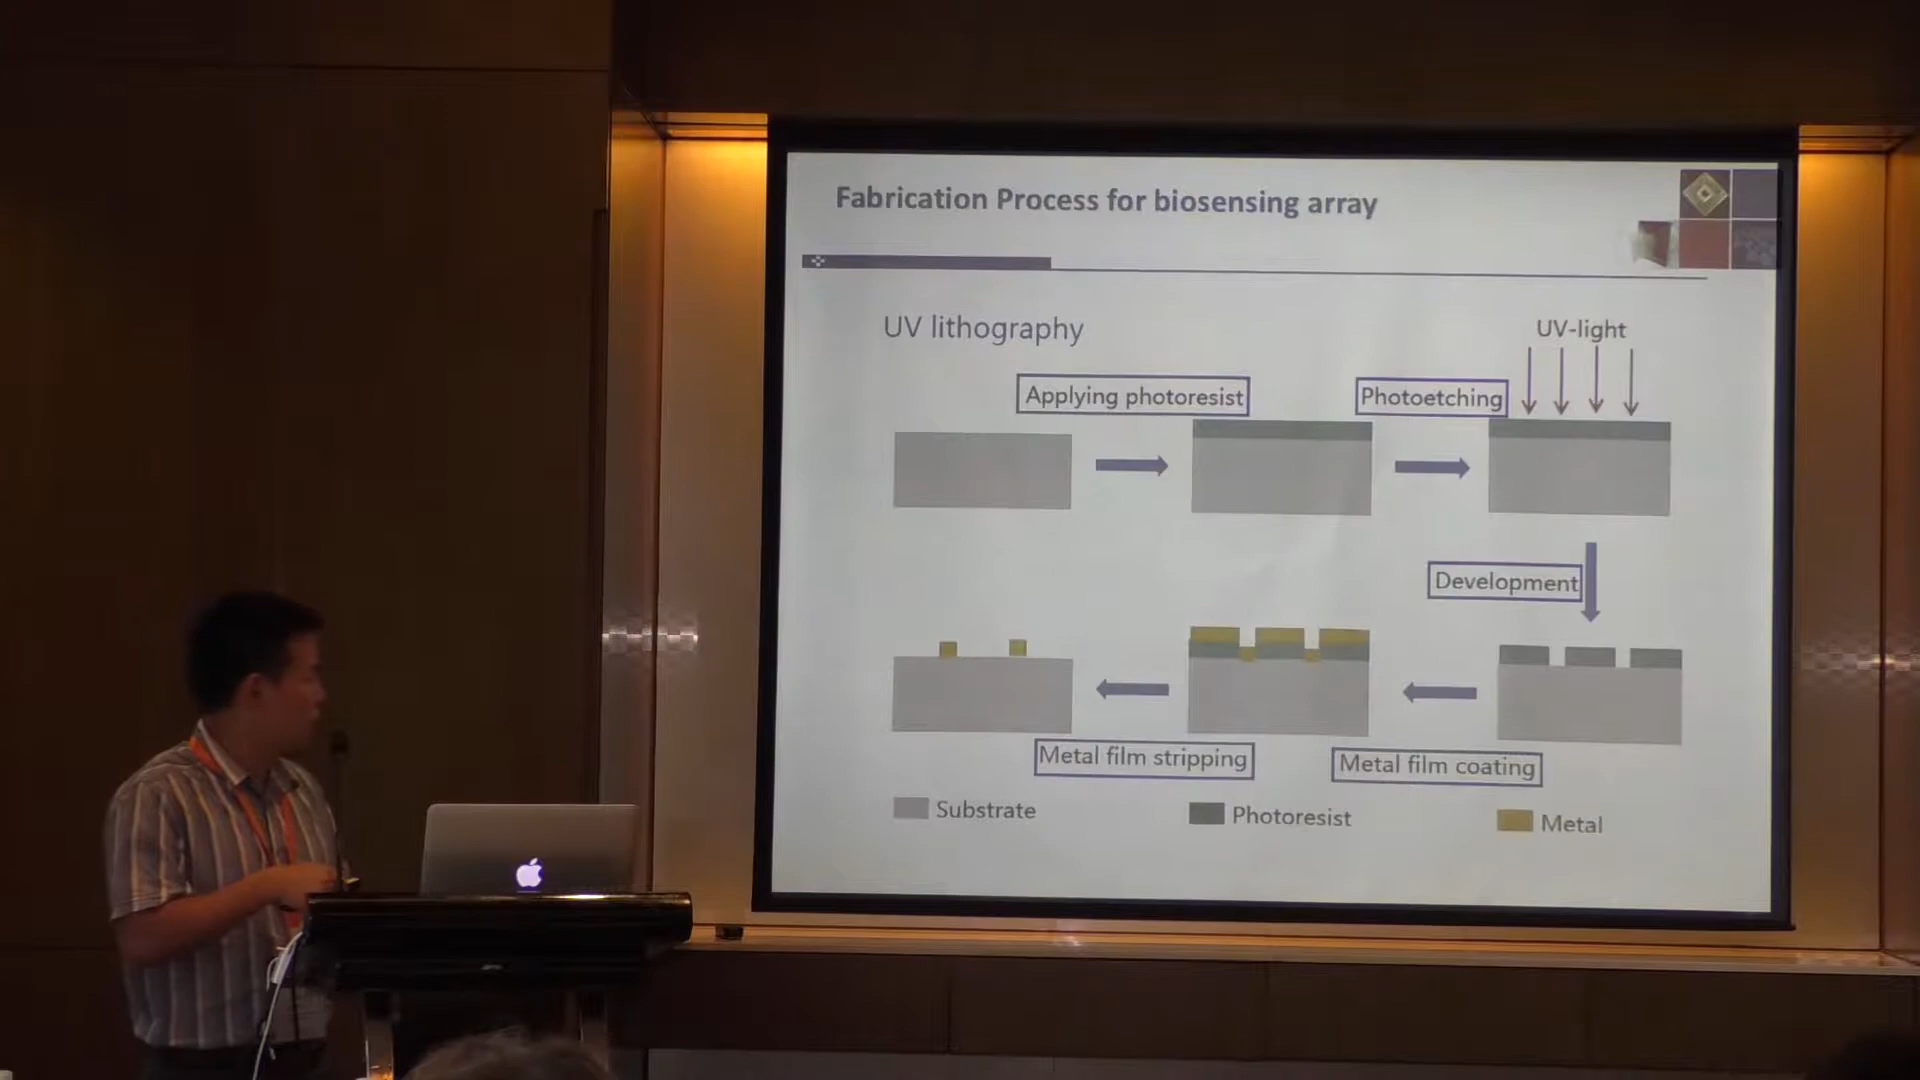 Fabrication Process for biosensing array
UV lithography
UV-light
Applying photoresist
Photoetching
Development
Metal film stripping
Metal film coating
Substrate
Photoresist
Metal